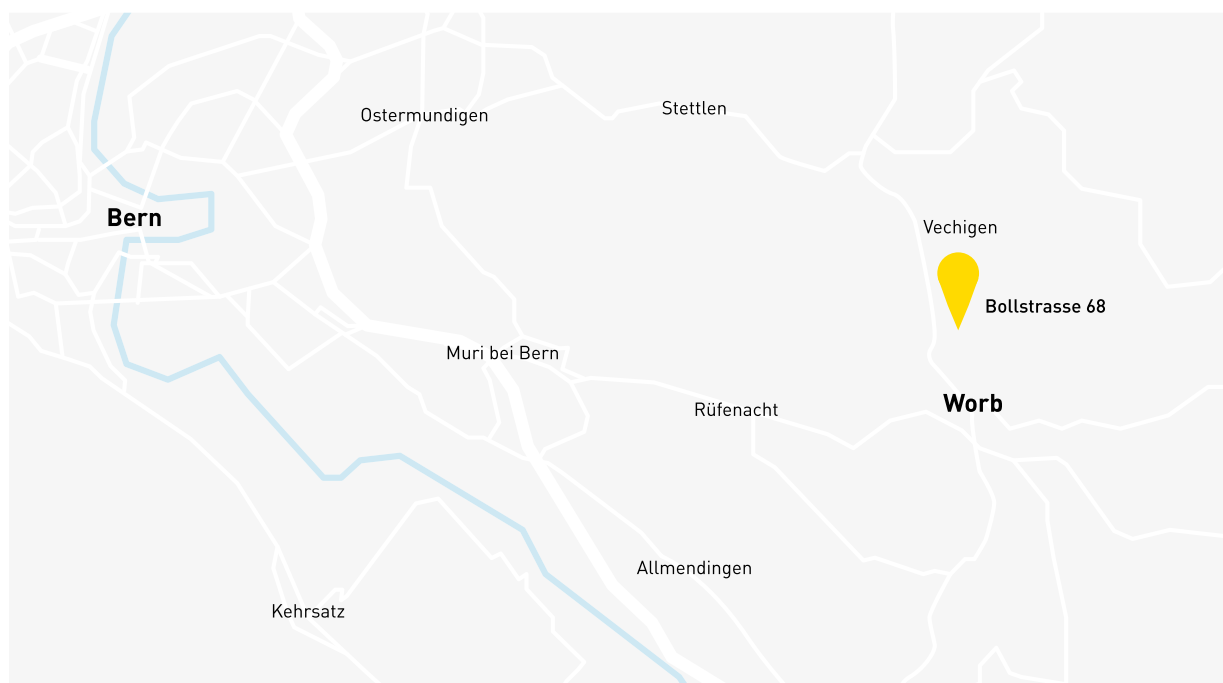 Stettlen
Ostermundigen
Bern
Vechigen
Bollstrasse 68
Muri bei Bern
Worb
Rüfenacht
Allmendingen
Kehrsatz